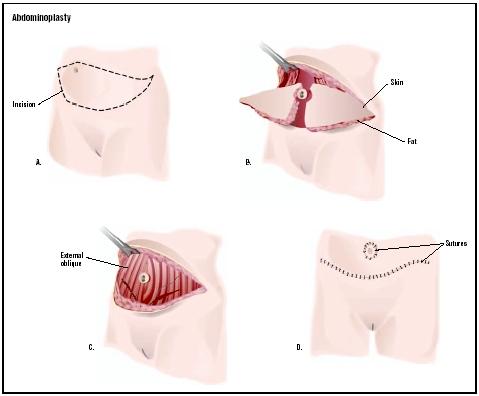 Abdominoplasty
Incision
A.
Skin
Fat
B.
External
oblique
C.
Sutures
D.